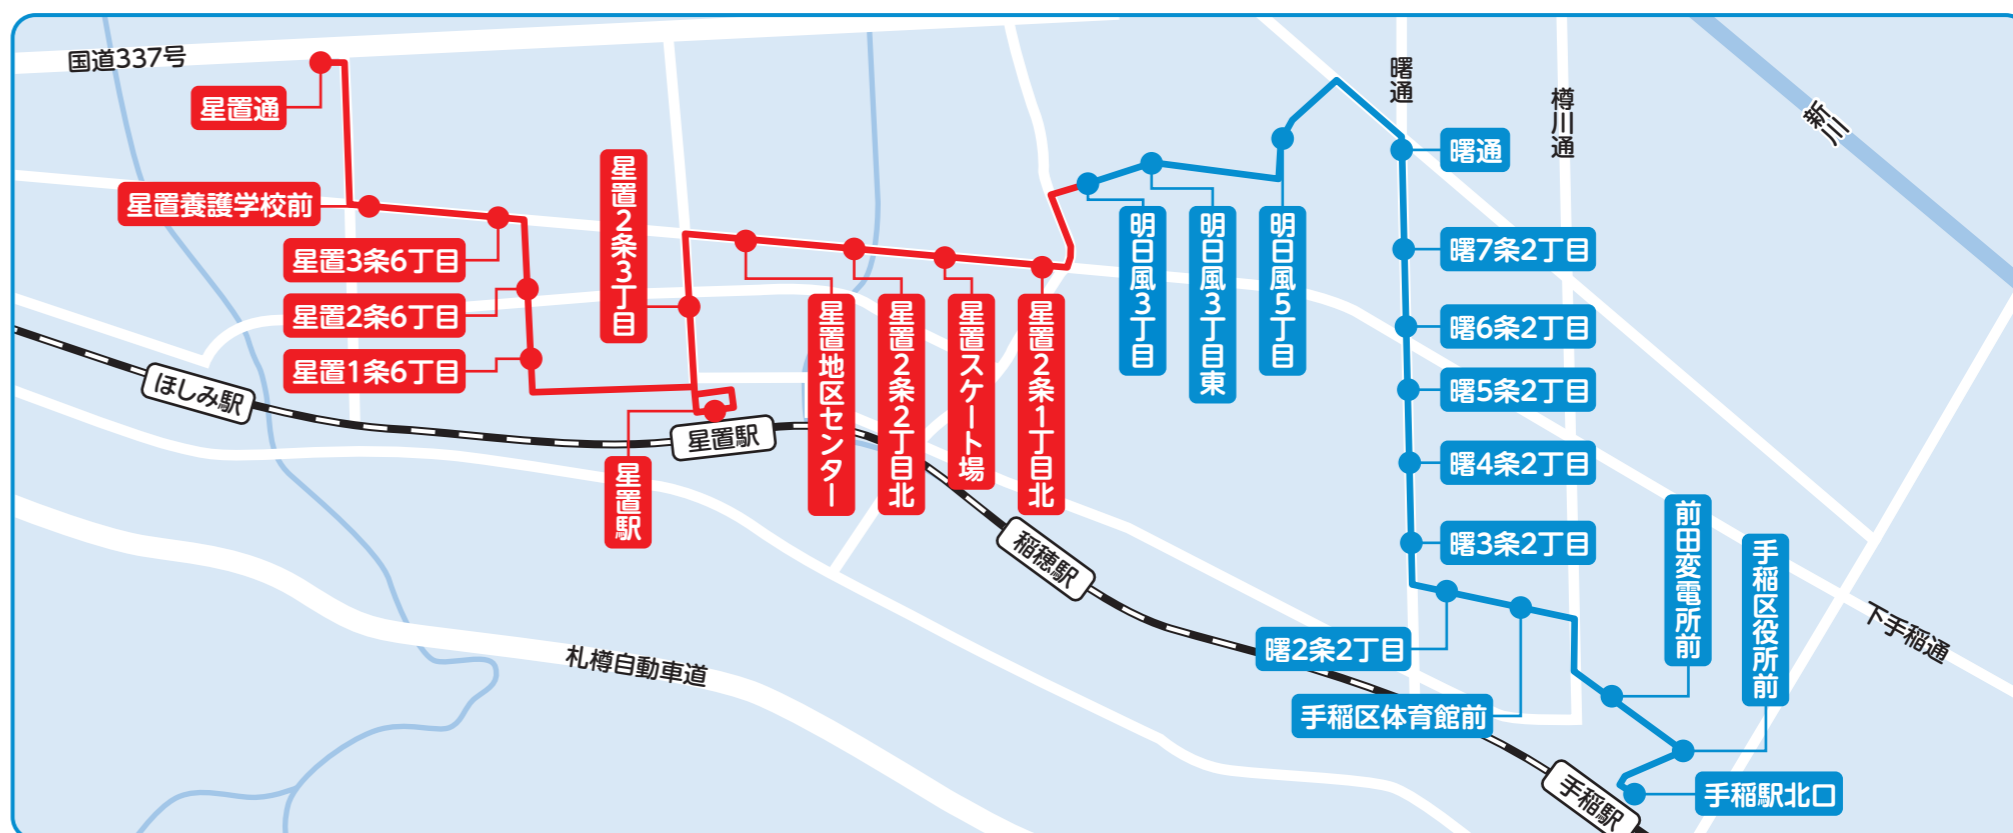 国道337号
星置通
星置養護学校前
星置3条6丁目
星置2条6丁目
星置1条6丁目
ほしみ駅
星置2条3丁目
星置駅
星置駅
星置地区センター
星置2条2丁目北
星置スケート場
星置2条1丁目北
明日風3丁目
明日風3丁目東
明日風5丁目
曙通
樽川通
新川
曙通
曙7条2丁目
曙6条2丁目
曙5条2丁目
曙4条2丁目
曙3条2丁目
稲穂駅
札樽自動車道
曙2条2丁目
手稲区体育館前
前田変電所前
手稲区役所前
下手稲通
手稲駅
手稲駅北口